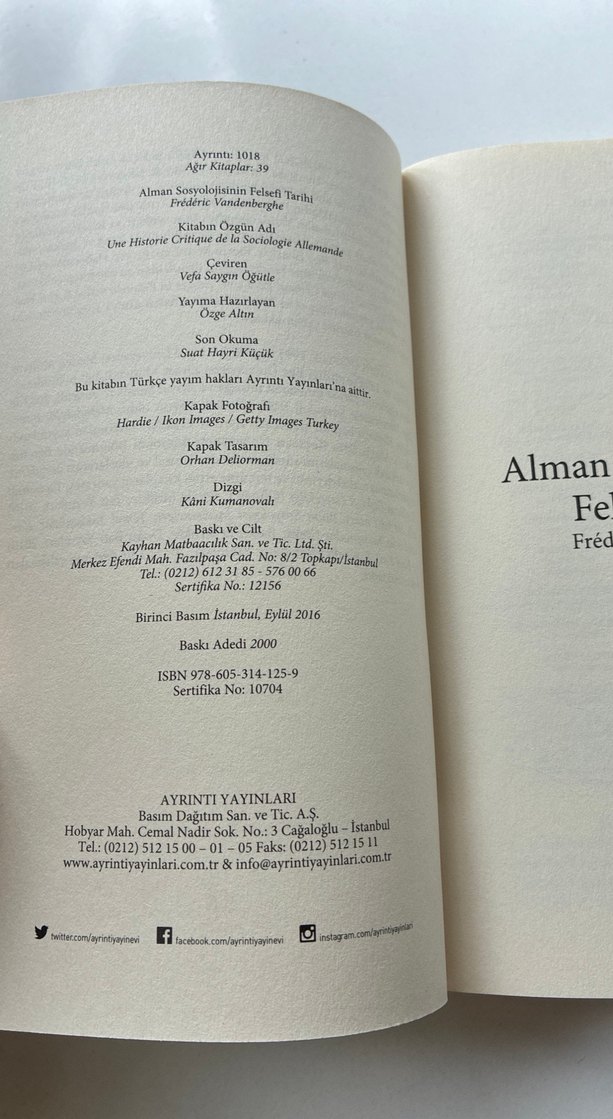 Ayrıntı: 1018
Ağır Kitaplar: 39
Alman Sosyolojisinin Felsefi Tarihi
Frédéric Vandenberghe
Kitabın Özgün Adı
Une Historie Critique de la Sociologie Allemande
Çeviren
Vefa Saygın Öğütle
Yayıma Hazırlayan
Özge Altın
Son Okuma
Suat Hayri Küçük
Bu kitabın Türkçe yayım hakları Ayrıntı Yayınları'na aittir.
Kapak Fotoğrafı
Hardie / Ikon Images / Getty Images Turkey
Kapak Tasarım
Orhan Deliorman
Dizgi
Kâni Kumanovalı
Baskı ve Cilt
Kayhan Matbaacılık San. ve Tic. Ltd. Şti.
Merkez Efendi Mah. Fazılpaşa Cad. No: 8/2 Topkapı/İstanbul
Tel.: (0212) 612 31 85 - 576 00 66
Sertifika No.: 12156
Birinci Basım İstanbul, Eylül 2016
Baskı Adedi 2000
ISBN 978-605-314-125-9
Sertifika No: 10704
AYRINTI YAYINLARI
Basım Dağıtım San. ve Tic. A.Ş.
Hobyar Mah. Cemal Nadir Sok. No.: 3 Cağaloğlu – İstanbul
Tel.: (0212) 512 15 00 – 01 – 05 Faks: (0212) 512 15 11
www.ayrintiyayinlari.com.tr & info@ayrintiyayinlari.com.tr
twitter.com/ayrintiyayinevi facebook.com/ayrintiyayinevi instagram.com/ayrintiyayinlari
Alman
Fel
Fréd